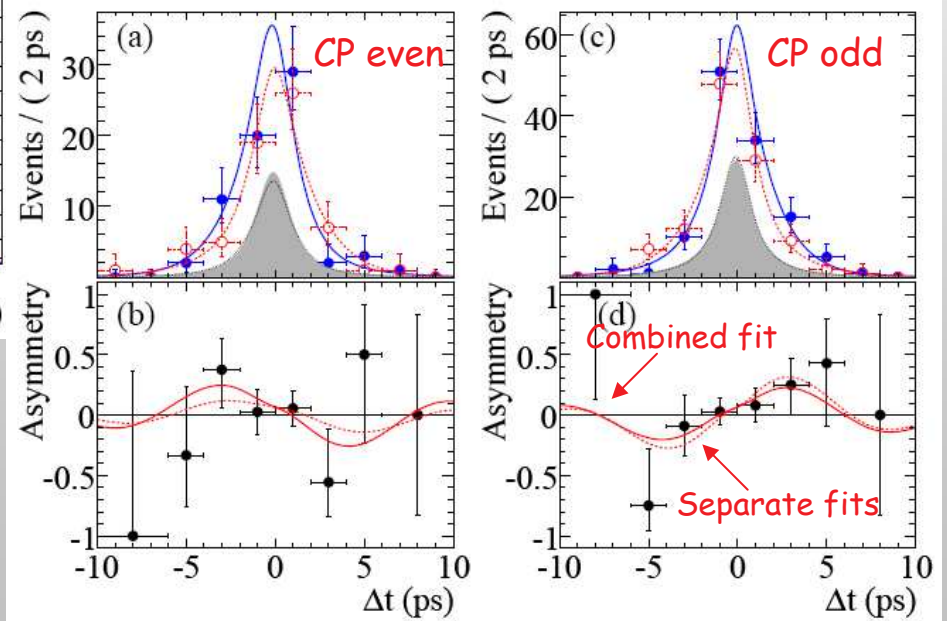 (a)
CP even
Events / ( 2 ps )
30
20
10
(c)
CP odd
Events / ( 2 ps )
60
40
20
(b)
Asymmetry
1
0.5
0
-0.5
-1
-10 -5 0 5 10
Δt (ps)
(d)
Combined fit
Separate fits
Asymmetry
1
0.5
0
-0.5
-1
-10 -5 0 5 10
Δt (ps)